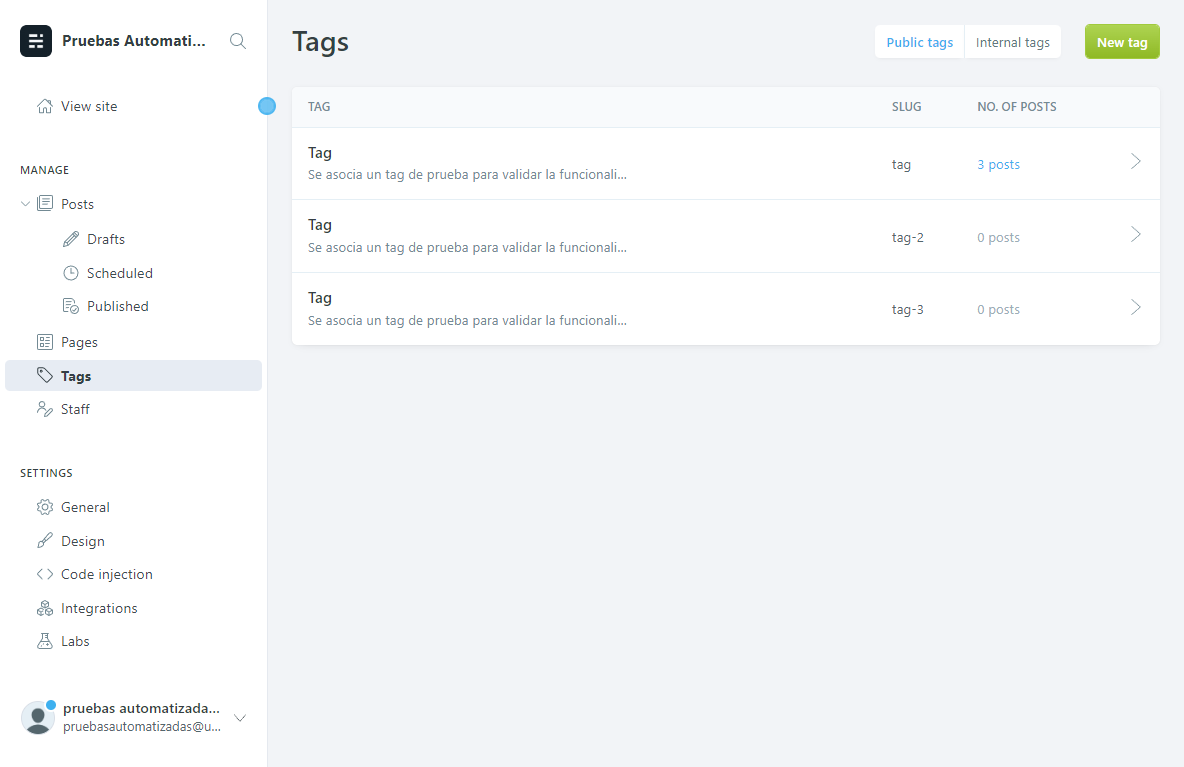 Pruebas Automati...
View site
MANAGE
Posts
Drafts
Scheduled
Published
Pages
Tags
Staff
SETTINGS
General
Design
Code injection
Integrations
Labs
pruebas automatizada...
pruebasautomatizadas@u...
Tags
Public tags
Internal tags
New tag
TAG SLUG NO. OF POSTS
Tag
Se asocia un tag de prueba para validar la funcionali...
tag 3 posts
Tag
Se asocia un tag de prueba para validar la funcionali...
tag-2 0 posts
Tag
Se asocia un tag de prueba para validar la funcionali...
tag-3 0 posts